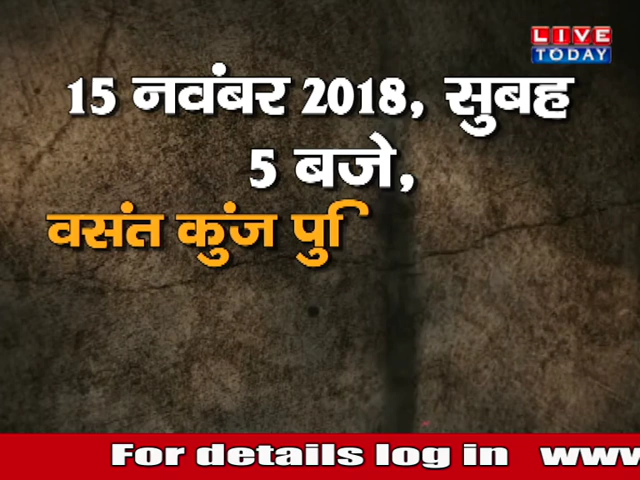 LIVE
TODAY
15 नवंबर 2018, सुबह
5 बजे,
वसंत कुंज पुि
For details log in www.